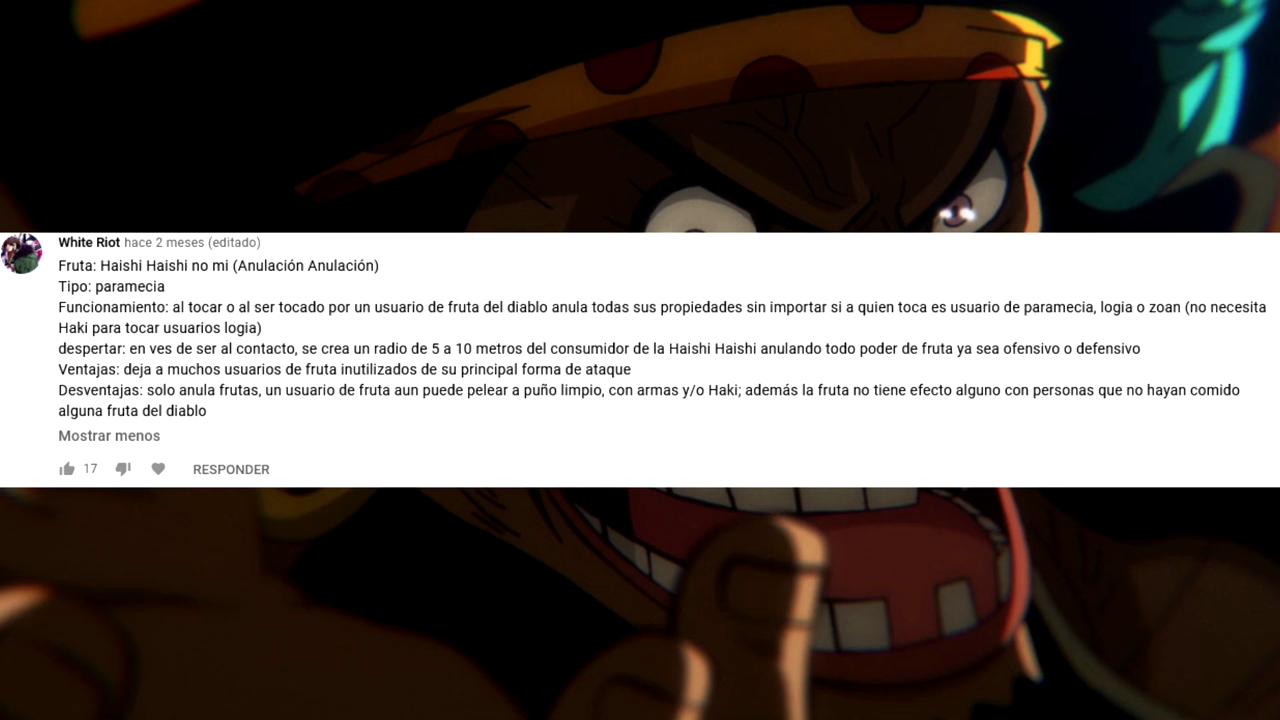 White Riot hace 2 meses (editado)
Fruta: Haishi Haishi no mi (Anulación Anulación)
Tipo: paramecia
Funcionamiento: al tocar o al ser tocado por un usuario de fruta del diablo anula todas sus propiedades sin importar si a quien toca es usuario de paramecia, logia o zoan (no necesita
Haki para tocar usuarios logia)
despertar: en ves de ser al contacto, se crea un radio de 5 a 10 metros del consumidor de la Haishi Haishi anulando todo poder de fruta ya sea ofensivo o defensivo
Ventajas: deja a muchos usuarios de fruta inutilizados de su principal forma de ataque
Desventajas: solo anula frutas, un usuario de fruta aun puede pelear a puño limpio, con armas y/o Haki; además la fruta no tiene efecto alguno con personas que no hayan comido
alguna fruta del diablo
Mostrar menos
17 RESPONDER